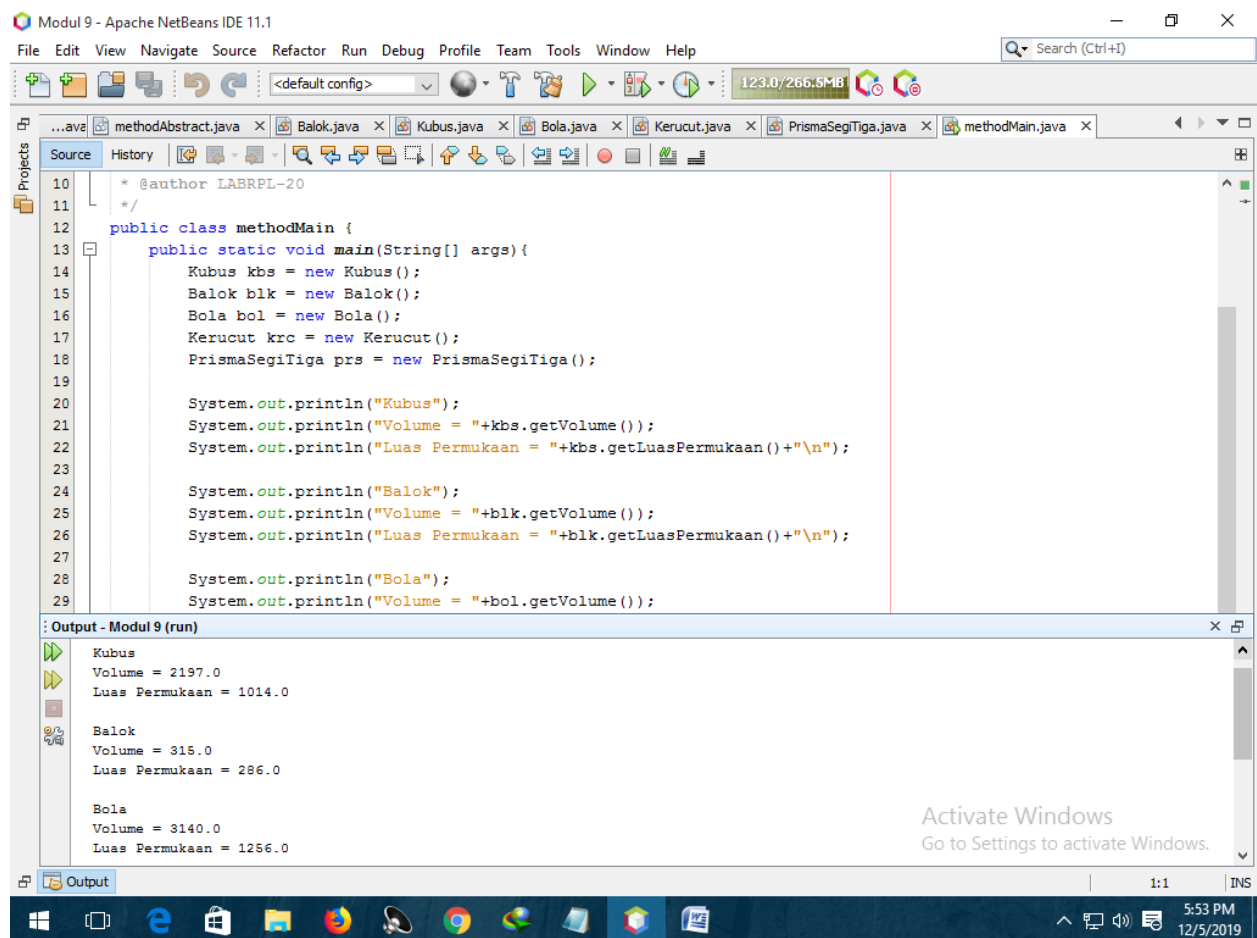 Modul 9 - Apache NetBeans IDE 11.1
File Edit View Navigate Source Refactor Run Debug Profile Team Tools Window Help
Search (Ctrl+I)
<default config>
123.0/266.5MB
...ava methodAbstract.java Balok.java Kubus.java Bola.java Kerucut.java PrismaSegiTiga.java methodMain.java
Projects
Source History
10 * @author LABRPL-20
11 */
12 public class methodMain {
13 public static void main(String[] args){
14 Kubus kbs = new Kubus();
15 Balok blk = new Balok();
16 Bola bol = new Bola();
17 Kerucut krc = new Kerucut();
18 PrismaSegiTiga prs = new PrismaSegiTiga();
19
20 System.out.println("Kubus");
21 System.out.println("Volume = "+kbs.getVolume());
22 System.out.println("Luas Permukaan = "+kbs.getLuasPermukaan()+"\n");
23
24 System.out.println("Balok");
25 System.out.println("Volume = "+blk.getVolume());
26 System.out.println("Luas Permukaan = "+blk.getLuasPermukaan()+"\n");
27
28 System.out.println("Bola");
29 System.out.println("Volume = "+bol.getVolume());
Output - Modul 9 (run)
Kubus
Volume = 2197.0
Luas Permukaan = 1014.0
Balok
Volume = 315.0
Luas Permukaan = 286.0
Bola
Volume = 3140.0
Luas Permukaan = 1256.0
Activate Windows
Go to Settings to activate Windows.
Output
1:1 INS
5:53 PM
12/5/2019